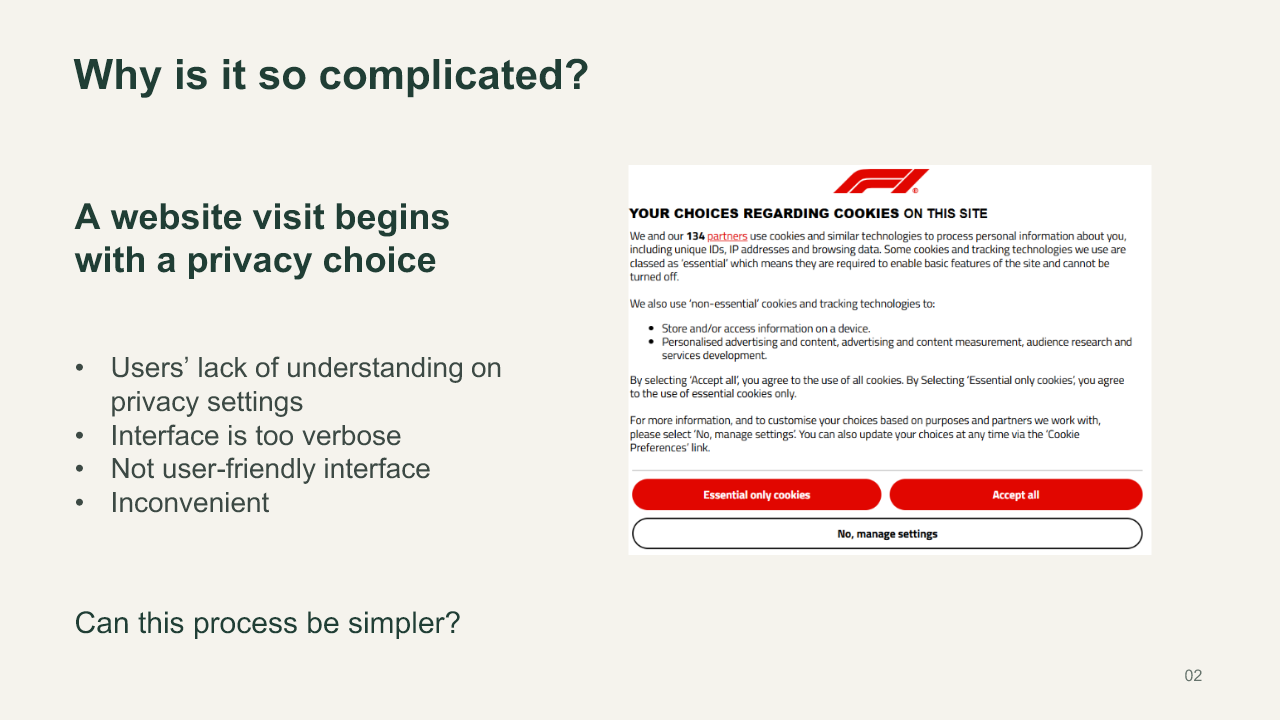 Why is it so complicated?
A website visit begins
with a privacy choice
• Users’ lack of understanding on
privacy settings
• Interface is too verbose
• Not user-friendly interface
• Inconvenient
Can this process be simpler?
F1®
YOUR CHOICES REGARDING COOKIES ON THIS SITE
We and our 134 partners use cookies and similar technologies to process personal information about you,
including unique IDs, IP addresses and browsing data. Some cookies and tracking technologies we use are
classed as ‘essential’ which means they are required to enable basic features of the site and cannot be
turned off.
We also use ‘non-essential’ cookies and tracking technologies to:
• Store and/or access information on a device.
• Personalised advertising and content, advertising and content measurement, audience research and
services development.
By selecting ‘Accept all’, you agree to the use of all cookies. By Selecting ‘Essential only cookies’, you agree
to the use of essential cookies only.
For more information, and to customise your choices based on purposes and partners we work with,
please select ‘No, manage settings’. You can also update your choices at any time via the ‘Cookie
Preferences’ link.
Essential only cookies
Accept all
No, manage settings
02